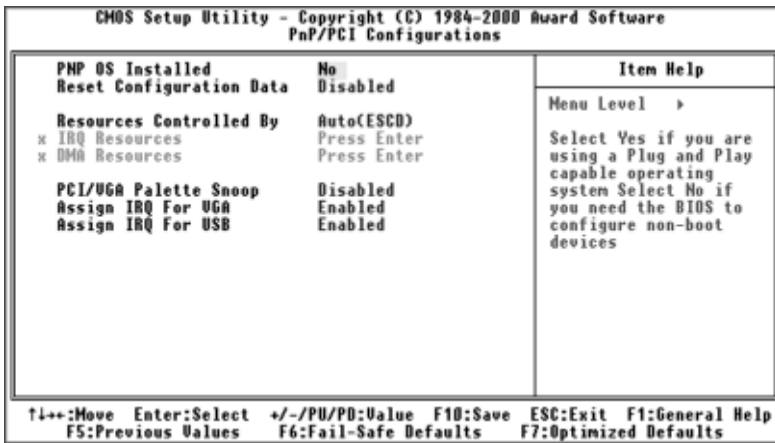 CMOS Setup Utility - Copyright (C) 1984-2000 Award Software
PnP/PCI Configurations
PNP OS Installed No
Reset Configuration Data Disabled
Resources Controlled By Auto(ESCD)
x IRQ Resources Press Enter
x DMA Resources Press Enter
PCI/VGA Palette Snoop Disabled
Assign IRQ For VGA Enabled
Assign IRQ For USB Enabled
Item Help
Menu Level ▸
Select Yes if you are
using a Plug and Play
capable operating
system Select No if
you need the BIOS to
configure non-boot
devices
↑↓→←:Move Enter:Select +/-/PU/PD:Value F10:Save ESC:Exit F1:General Help
F5:Previous Values F6:Fail-Safe Defaults F7:Optimized Defaults